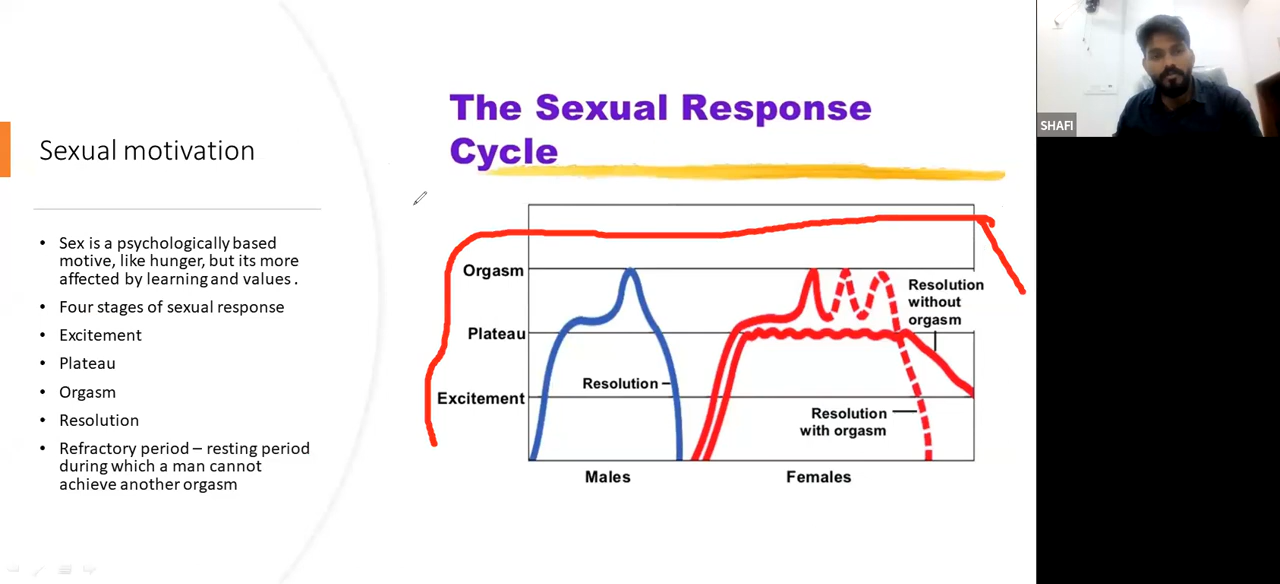 Sexual motivation
Sex is a psychologically based
motive, like hunger, but its more
affected by learning and values .
Four stages of sexual response
Excitement
Plateau
Orgasm
Resolution
Refractory period – resting period
during which a man cannot
achieve another orgasm
The Sexual Response
Cycle
Orgasm
Plateau
Excitement
Resolution
Resolution
without
orgasm
Resolution
with orgasm
Males
Females
SHAFI